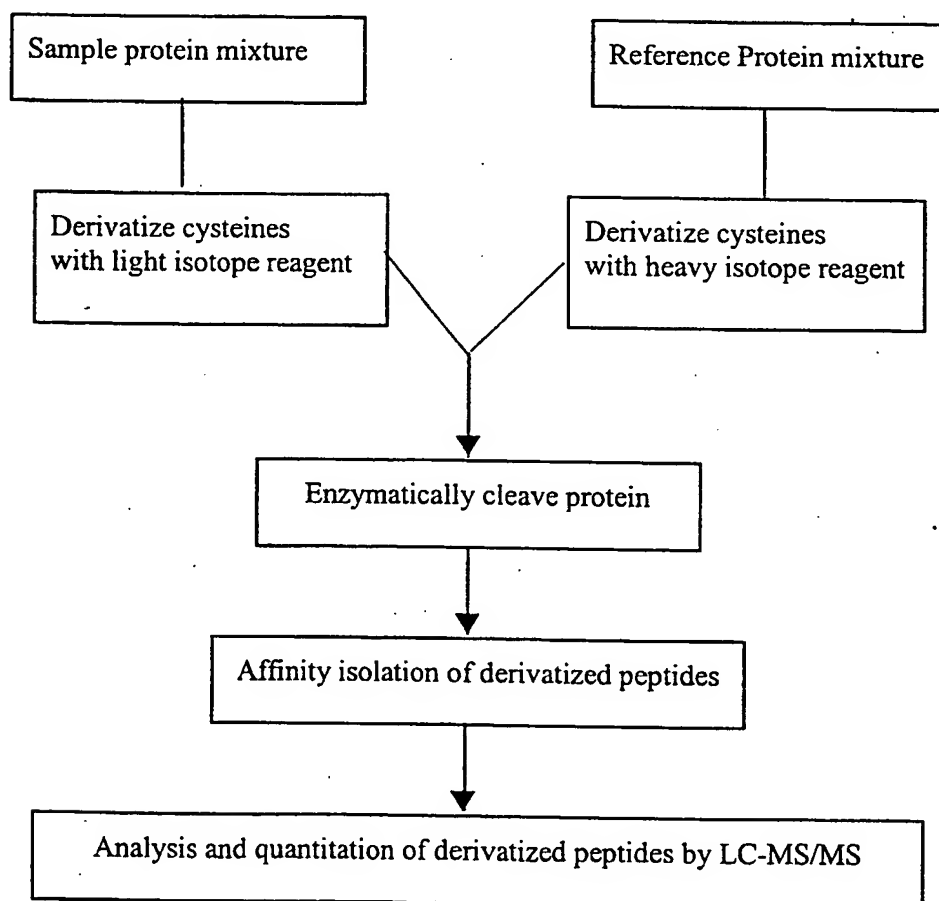 Sample protein mixture
Reference Protein mixture
Derivatize cysteines
with light isotope reagent
Derivatize cysteines
with heavy isotope reagent
Enzymatically cleave protein
Affinity isolation of derivatized peptides
Analysis and quantitation of derivatized peptides by LC-MS/MS